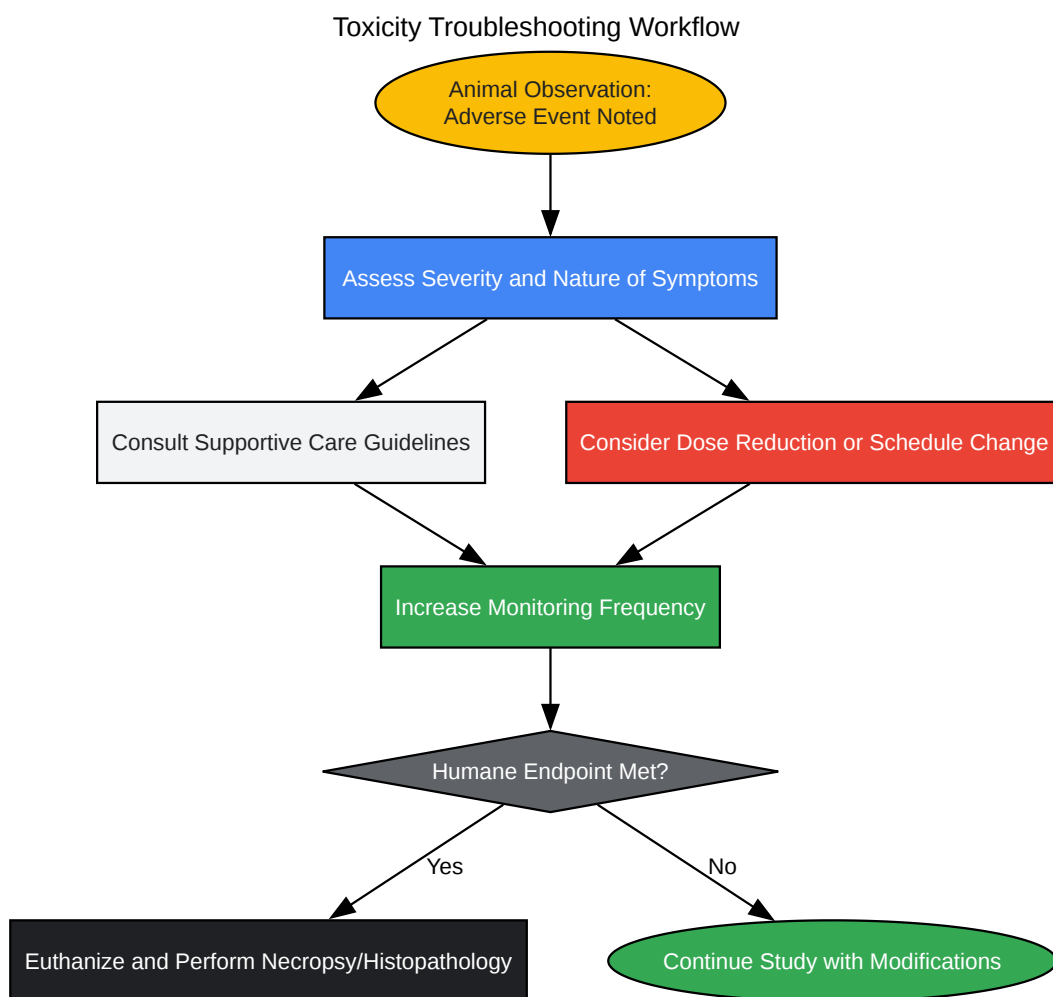 Toxicity Troubleshooting Workflow
Animal Observation:
Adverse Event Noted
Assess Severity and Nature of Symptoms
Consult Supportive Care Guidelines
Consider Dose Reduction or Schedule Change
Increase Monitoring Frequency
Humane Endpoint Met?
Yes
No
Euthanize and Perform Necropsy/Histopathology
Continue Study with Modifications